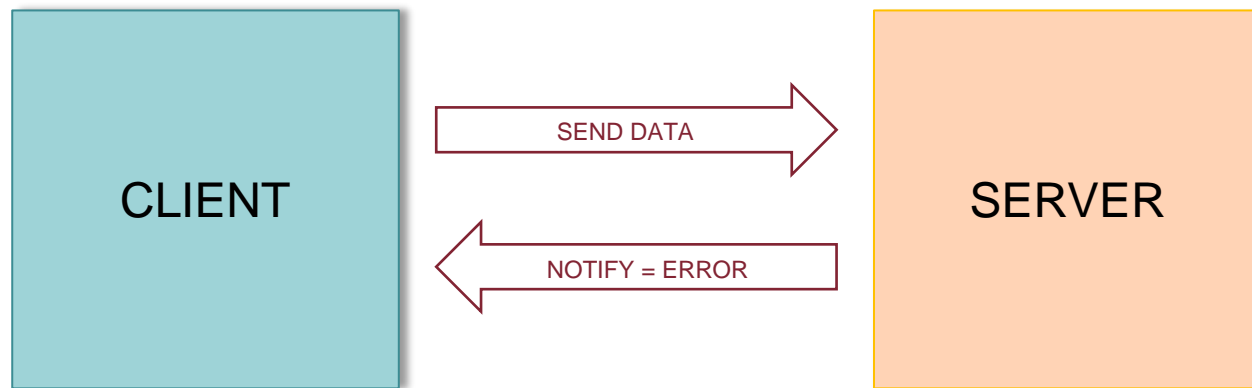 CLIENT
SEND DATA
NOTIFY = ERROR
SERVER